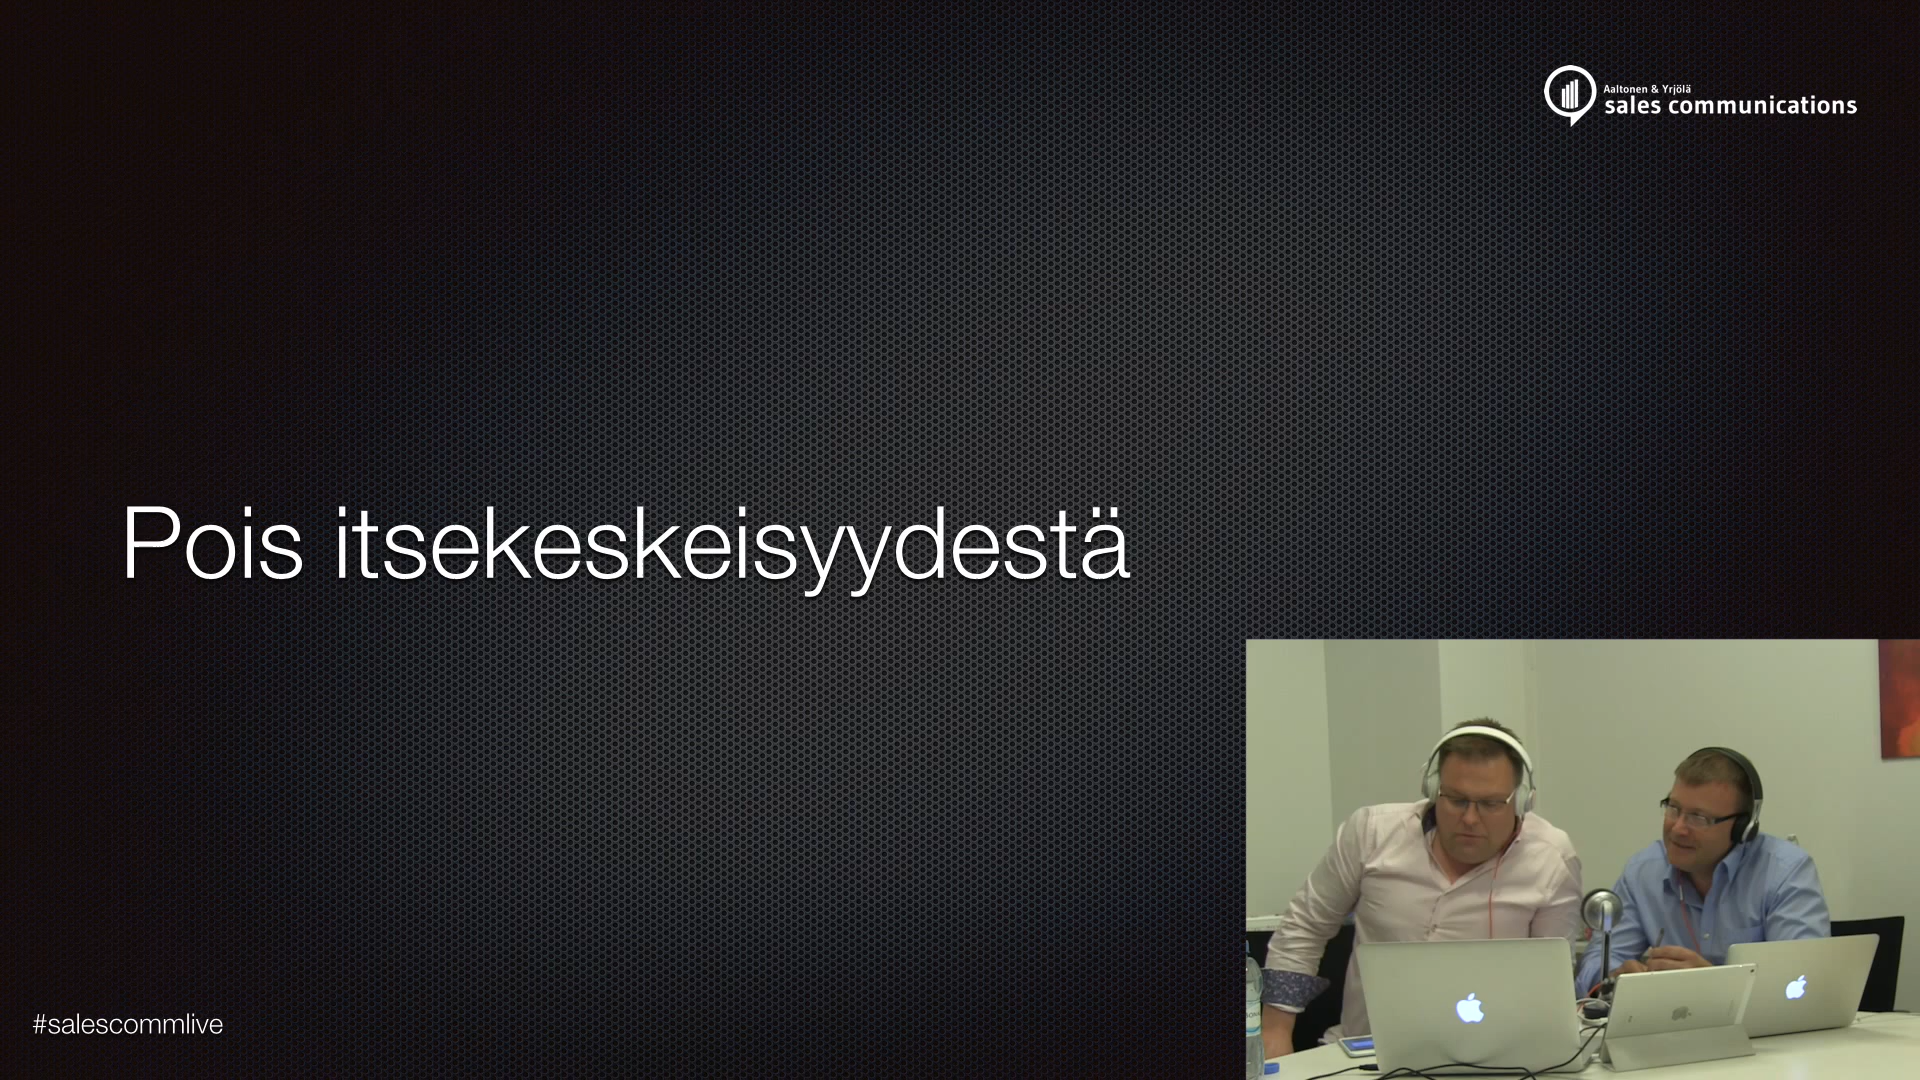 Aaltonen & Yrjölä
sales communications
Pois itsekeskeisyydestä
#salescommlive